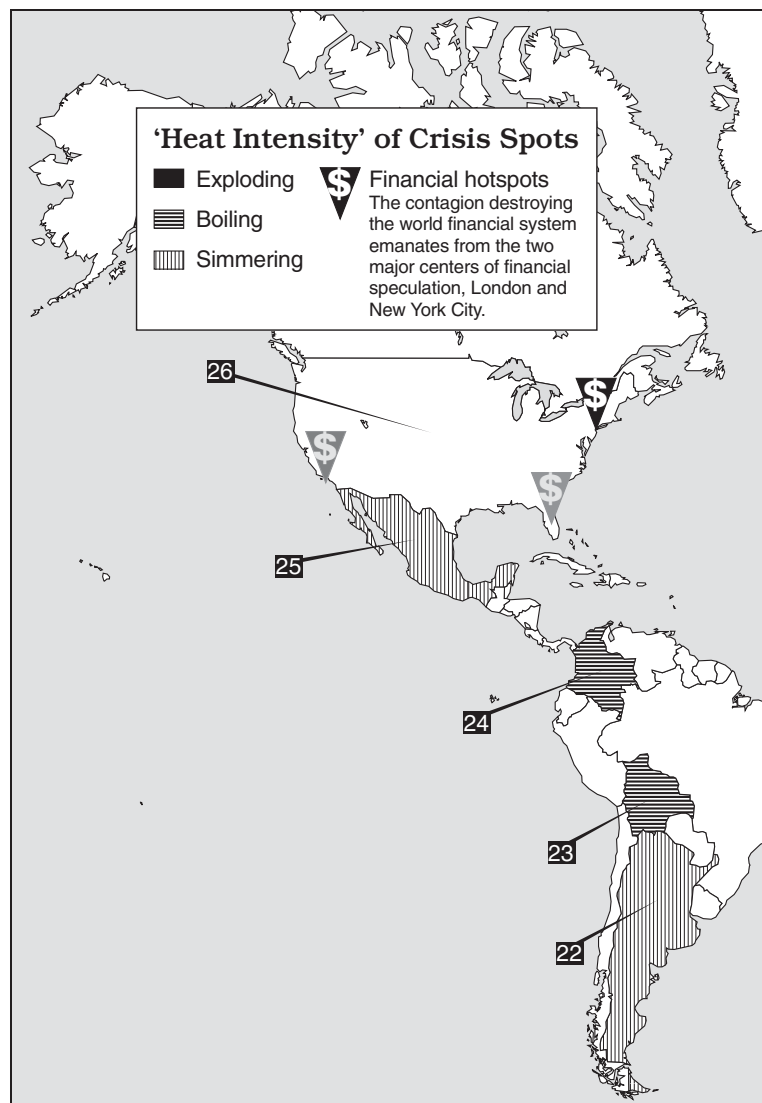 ‘Heat Intensity’ of Crisis Spots
Exploding
Boiling
Simmering
$
Financial hotspots
The contagion destroying
the world financial system
emanates from the two
major centers of financial
speculation, London and
New York City.
26
$
$
$
25
24
23
22